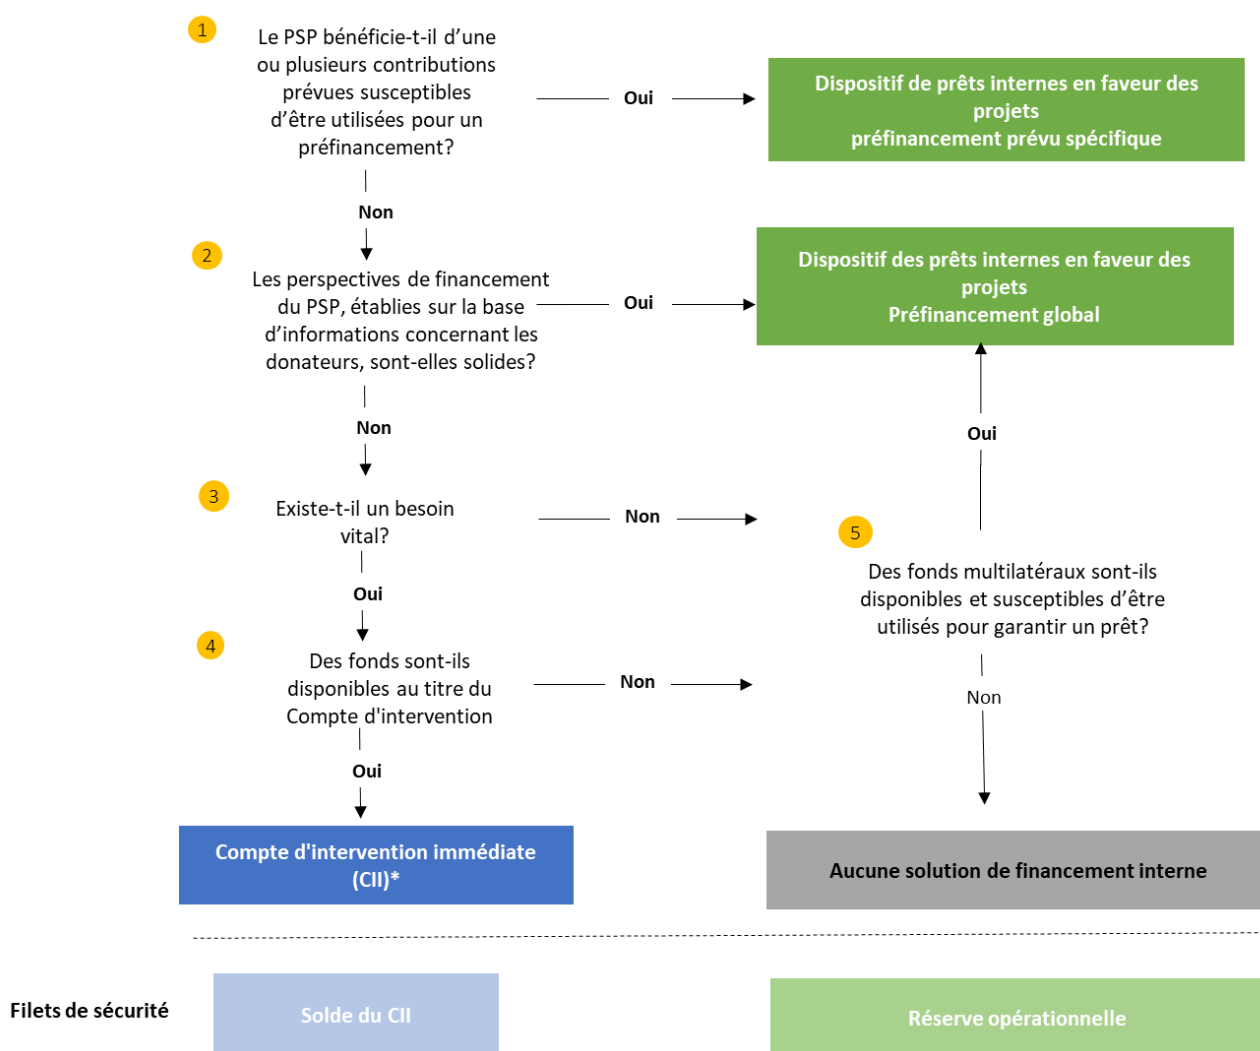 1
Le PSP bénéficie-t-il d’une
ou plusieurs contributions
prévues susceptibles
d’être utilisées pour un
préfinancement?
Oui
Dispositif de prêts internes en faveur des
projets
préfinancement prévu spécifique
Non
2
Les perspectives de financement
du PSP, établies sur la base
d’informations concernant les
donateurs, sont-elles solides?
Oui
Dispositif des prêts internes en faveur des
projets
Préfinancement global
Non
Oui
3
Existe-t-il un besoin
vital?
Non
5
Des fonds multilatéraux sont-ils
disponibles et susceptibles d’être
utilisés pour garantir un prêt?
Oui
4
Des fonds sont-ils
disponibles au titre du
Compte d'intervention
Non
Non
Oui
Compte d'intervention immédiate
(CII)*
Aucune solution de financement interne
Filets de sécurité
Solde du CII
Réserve opérationnelle